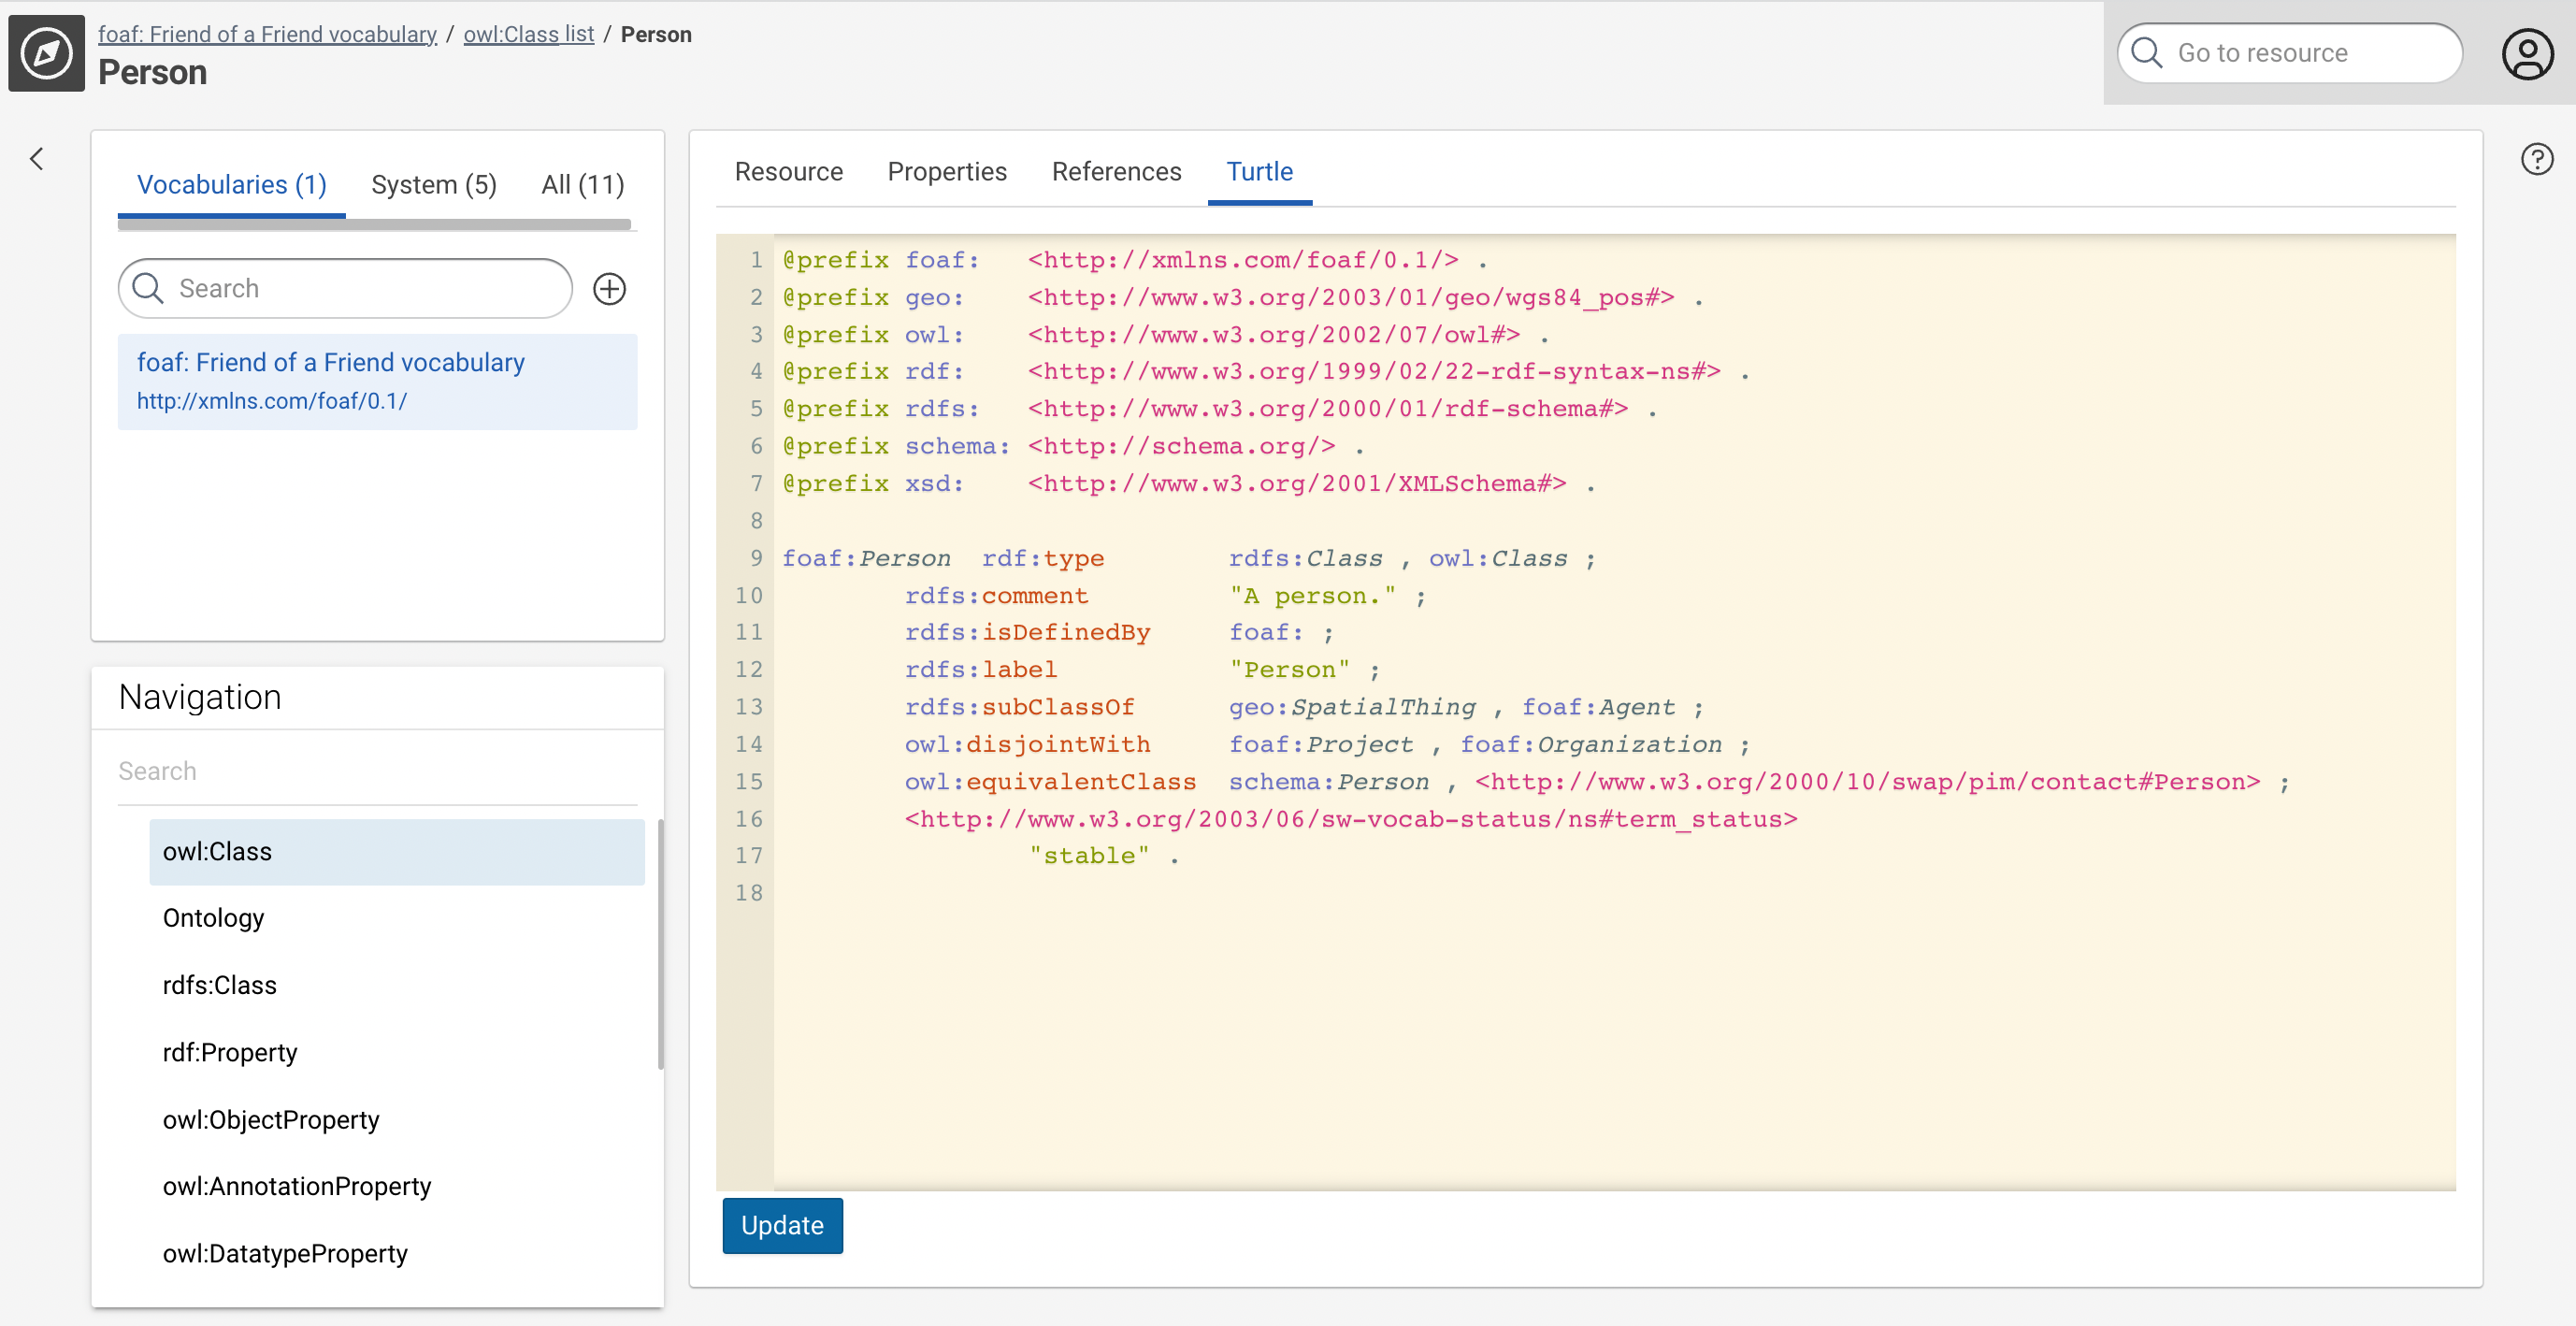 foaf: Friend of a Friend vocabulary / owl:Class list / Person
Person
Go to resource
Vocabularies (1) System (5) All (11)
Search
foaf: Friend of a Friend vocabulary
http://xmlns.com/foaf/0.1/
Navigation
Search
owl:Class
Ontology
rdfs:Class
rdf:Property
owl:ObjectProperty
owl:AnnotationProperty
owl:DatatypeProperty
Resource Properties References Turtle
1 @prefix foaf:   <http://xmlns.com/foaf/0.1/> .
2 @prefix geo:    <http://www.w3.org/2003/01/geo/wgs84_pos#> .
3 @prefix owl:    <http://www.w3.org/2002/07/owl#> .
4 @prefix rdf:    <http://www.w3.org/1999/02/22-rdf-syntax-ns#> .
5 @prefix rdfs:   <http://www.w3.org/2000/01/rdf-schema#> .
6 @prefix schema: <http://schema.org/> .
7 @prefix xsd:    <http://www.w3.org/2001/XMLSchema#> .
8
9 foaf:Person  rdf:type        rdfs:Class , owl:Class ;
10         rdfs:comment         "A person." ;
11         rdfs:isDefinedBy     foaf: ;
12         rdfs:label           "Person" ;
13         rdfs:subClassOf      geo:SpatialThing , foaf:Agent ;
14         owl:disjointWith     foaf:Project , foaf:Organization ;
15         owl:equivalentClass  schema:Person , <http://www.w3.org/2000/10/swap/pim/contact#Person> ;
16         <http://www.w3.org/2003/06/sw-vocab-status/ns#term_status>
17                 "stable" .
18
Update